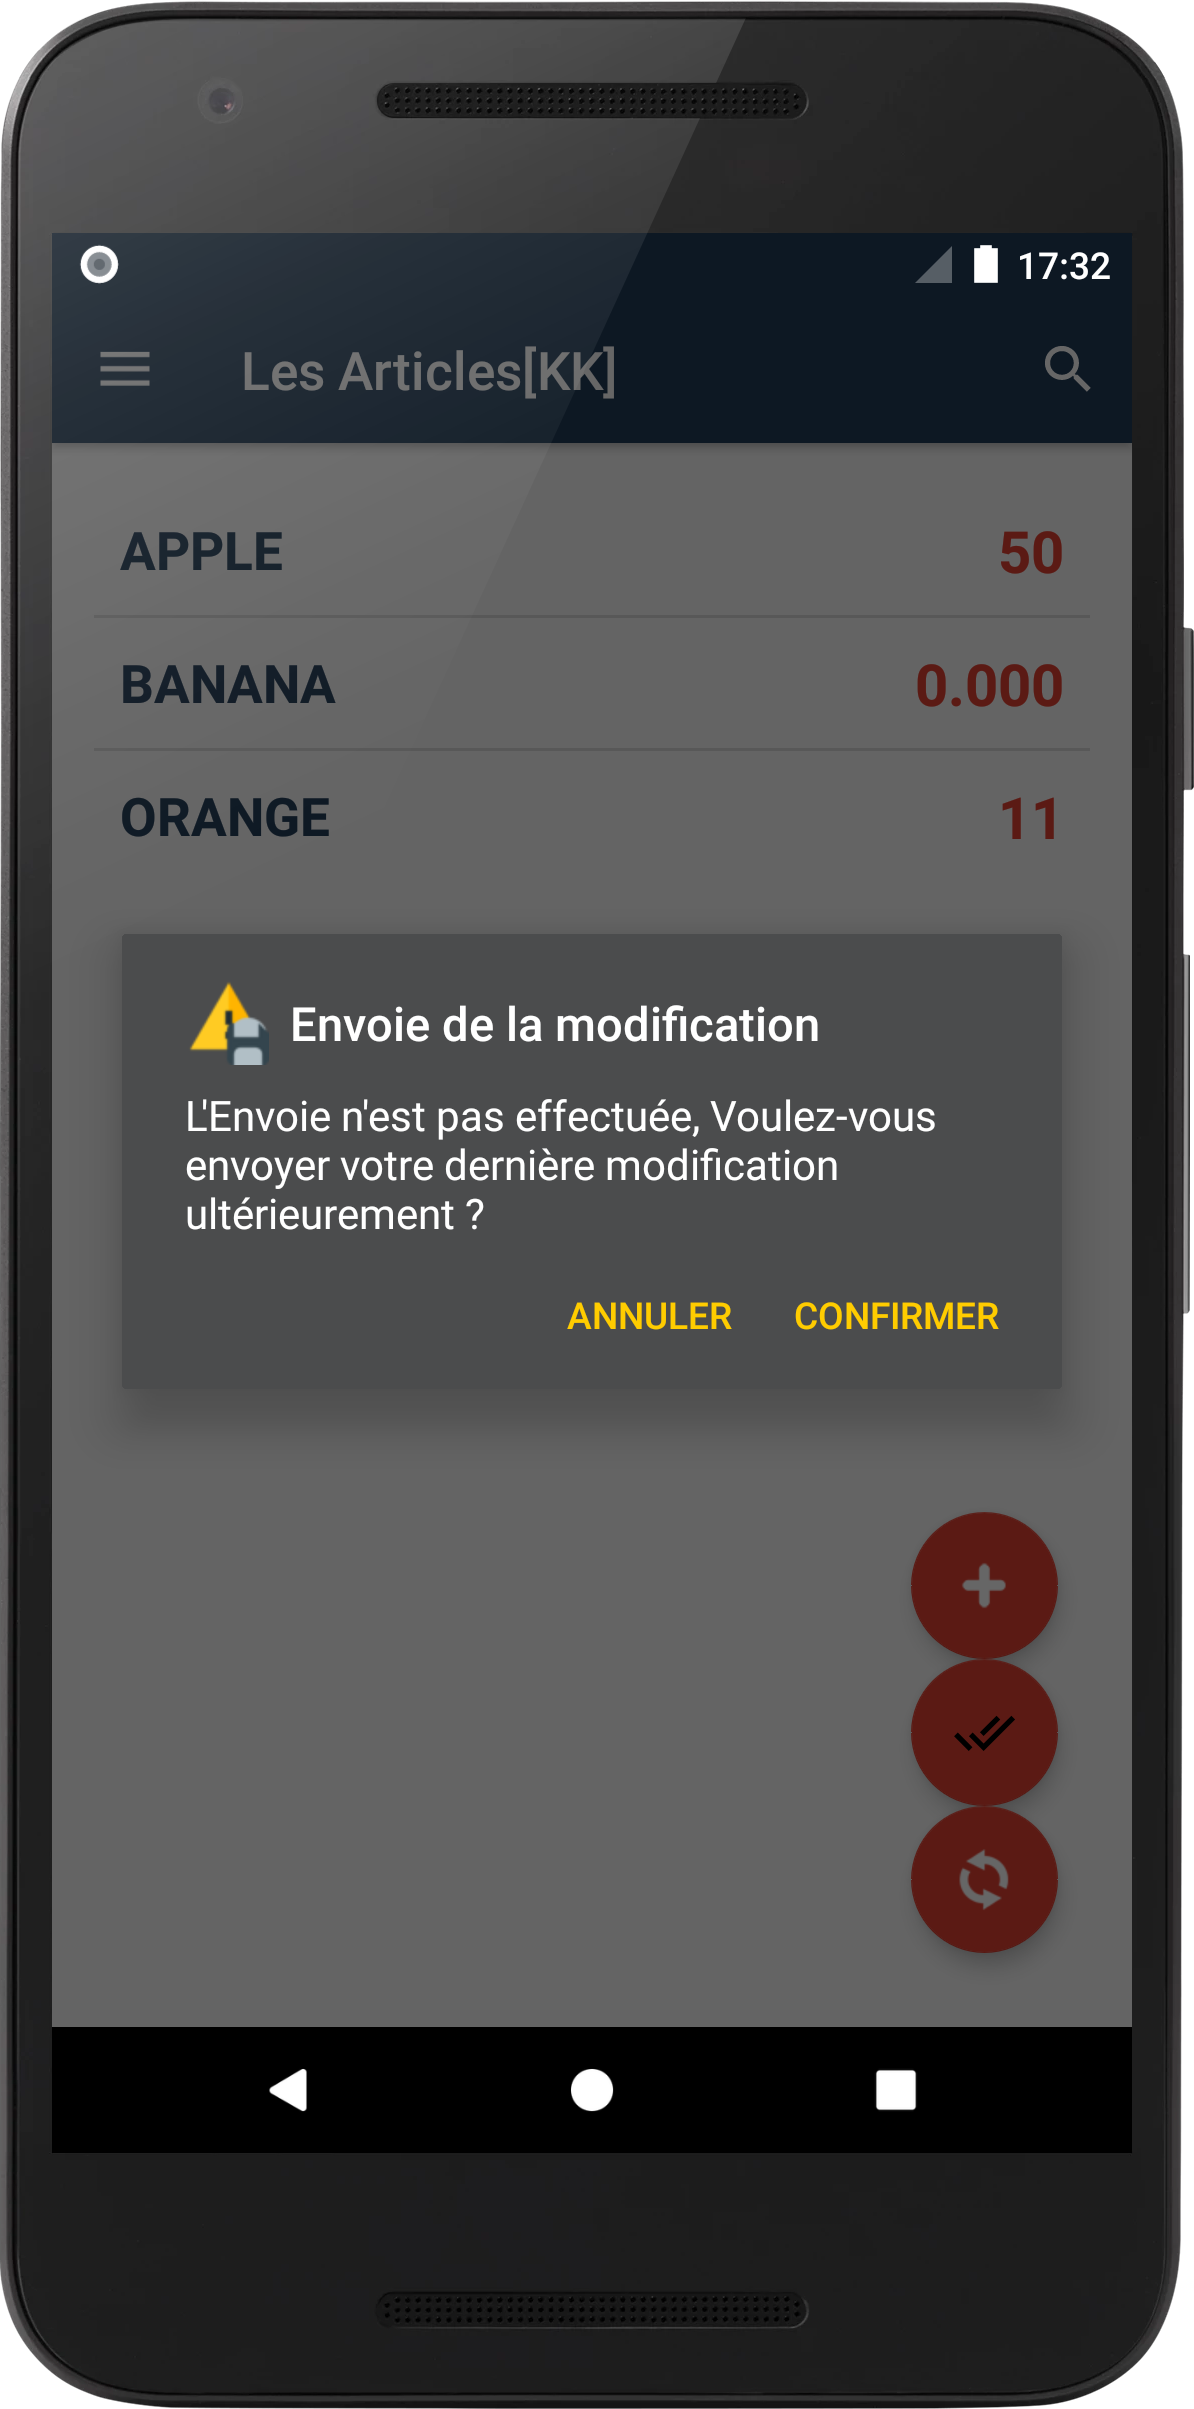 17:32
Les Articles[KK]
APPLE 50
BANANA 0.000
ORANGE 11
Envoie de la modification
L'Envoie n'est pas effectuée, Voulez-vous
envoyer votre dernière modification
ultérieurement ?
ANNULER CONFIRMER